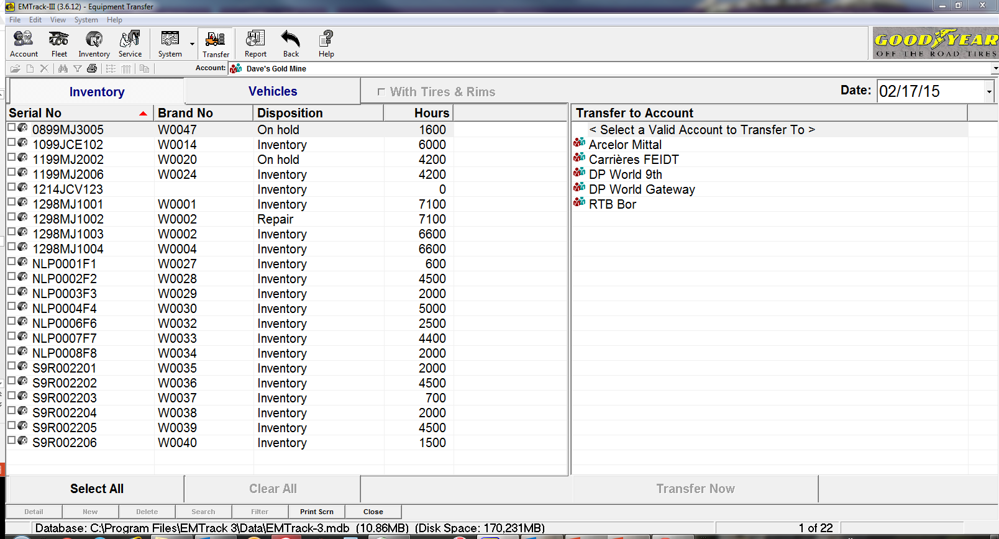 EMTrack-III (3.6.12) - Equipment Transfer
File Edit View System Help
Account Fleet Inventory Service System Transfer Report Back Help
GOODYEAR
OFF THE ROAD TIRES
Account: Dave's Gold Mine
Inventory Vehicles With Tires & Rims Date: 02/17/15
Serial No Brand No Disposition Hours Transfer to Account
0899MJ3005 W0047 On hold 1600 < Select a Valid Account to Transfer To >
1099JCE102 W0014 Inventory 6000 Arcelor Mittal
1199MJ2002 W0020 On hold 4200 Carrières FEIDT
1199MJ2006 W0024 Inventory 4200 DP World 9th
1214JCV123 Inventory 0 DP World Gateway
1298MJ1001 W0001 Inventory 7100 RTB Bor
1298MJ1002 W0002 Repair 7100
1298MJ1003 W0002 Inventory 6600
1298MJ1004 W0004 Inventory 6600
NLP0001F1 W0027 Inventory 600
NLP0002F2 W0028 Inventory 4500
NLP0003F3 W0029 Inventory 2000
NLP0004F4 W0030 Inventory 5000
NLP0006F6 W0032 Inventory 2500
NLP0007F7 W0033 Inventory 4400
NLP0008F8 W0034 Inventory 2000
S9R002201 W0035 Inventory 2000
S9R002202 W0036 Inventory 4500
S9R002203 W0037 Inventory 700
S9R002204 W0038 Inventory 2000
S9R002205 W0039 Inventory 4500
S9R002206 W0040 Inventory 1500
Select All Clear All Transfer Now
Detail New Delete Search Filter Print Scrn Close
Database: C:\Program Files\EMTrack 3\Data\EMTrack-3.mdb (10.86MB) (Disk Space: 170,231MB) 1 of 22